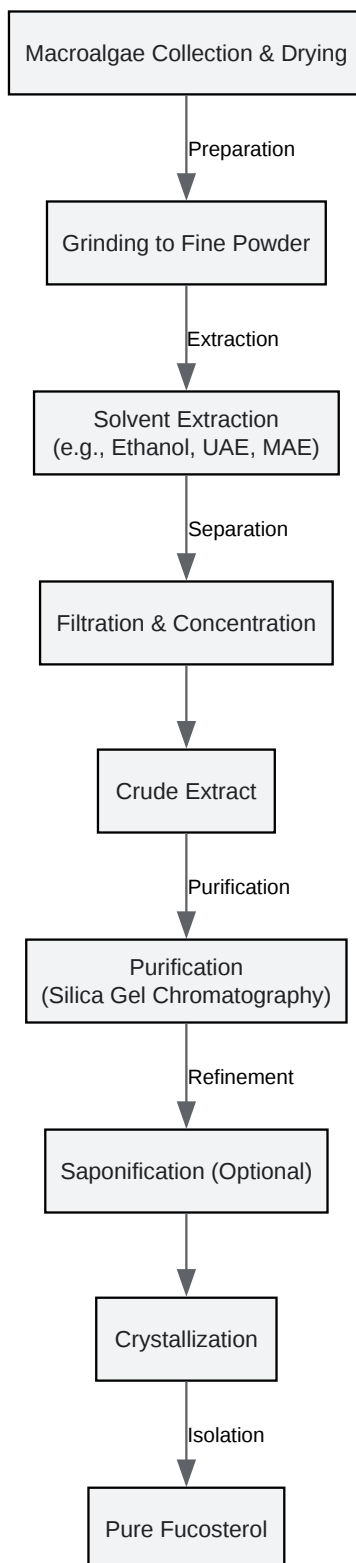 Macroalgae Collection & Drying
Preparation
Grinding to Fine Powder
Extraction
Solvent Extraction
(e.g., Ethanol, UAE, MAE)
Separation
Filtration & Concentration
Crude Extract
Purification
Purification
(Silica Gel Chromatography)
Refinement
Saponification (Optional)
Crystallization
Isolation
Pure Fucosterol